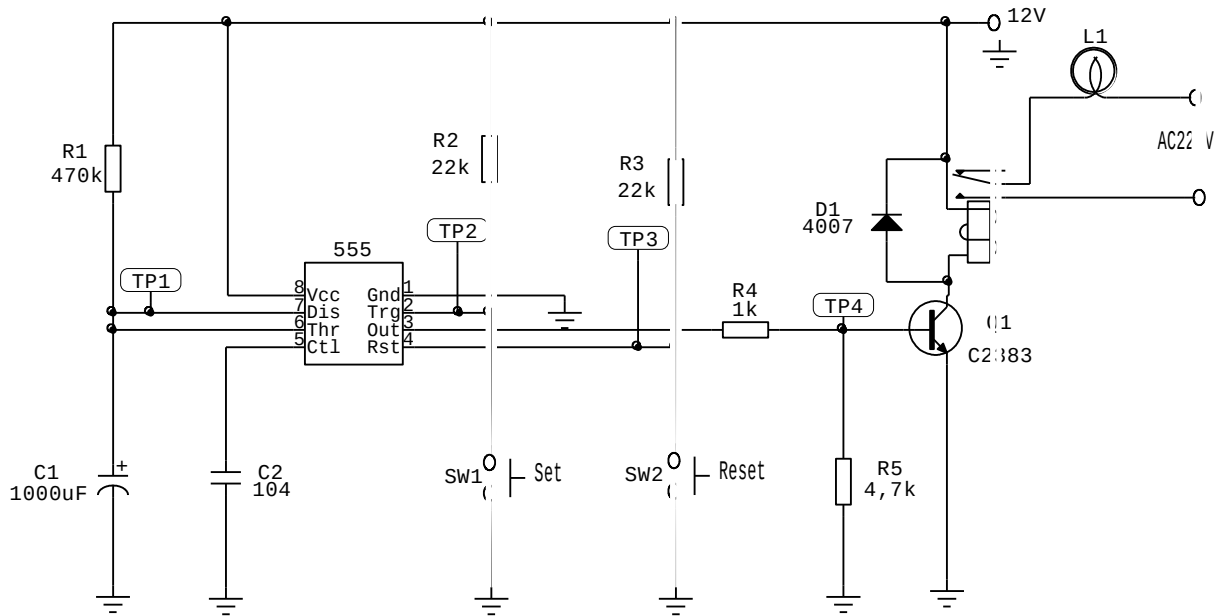 12V
L1
R1
470k
R2
22k
R3
22k
D1
4007
555
TP1
TP2
TP3
TP4
8 Vcc Gnd 1
7 Dis Trg 2
6 Thr Out 3
5 Ctl Rst 4
R4
1k
C1
+
1000uF
C2
104
SW1
Set
SW2
Reset
R5
4,7k